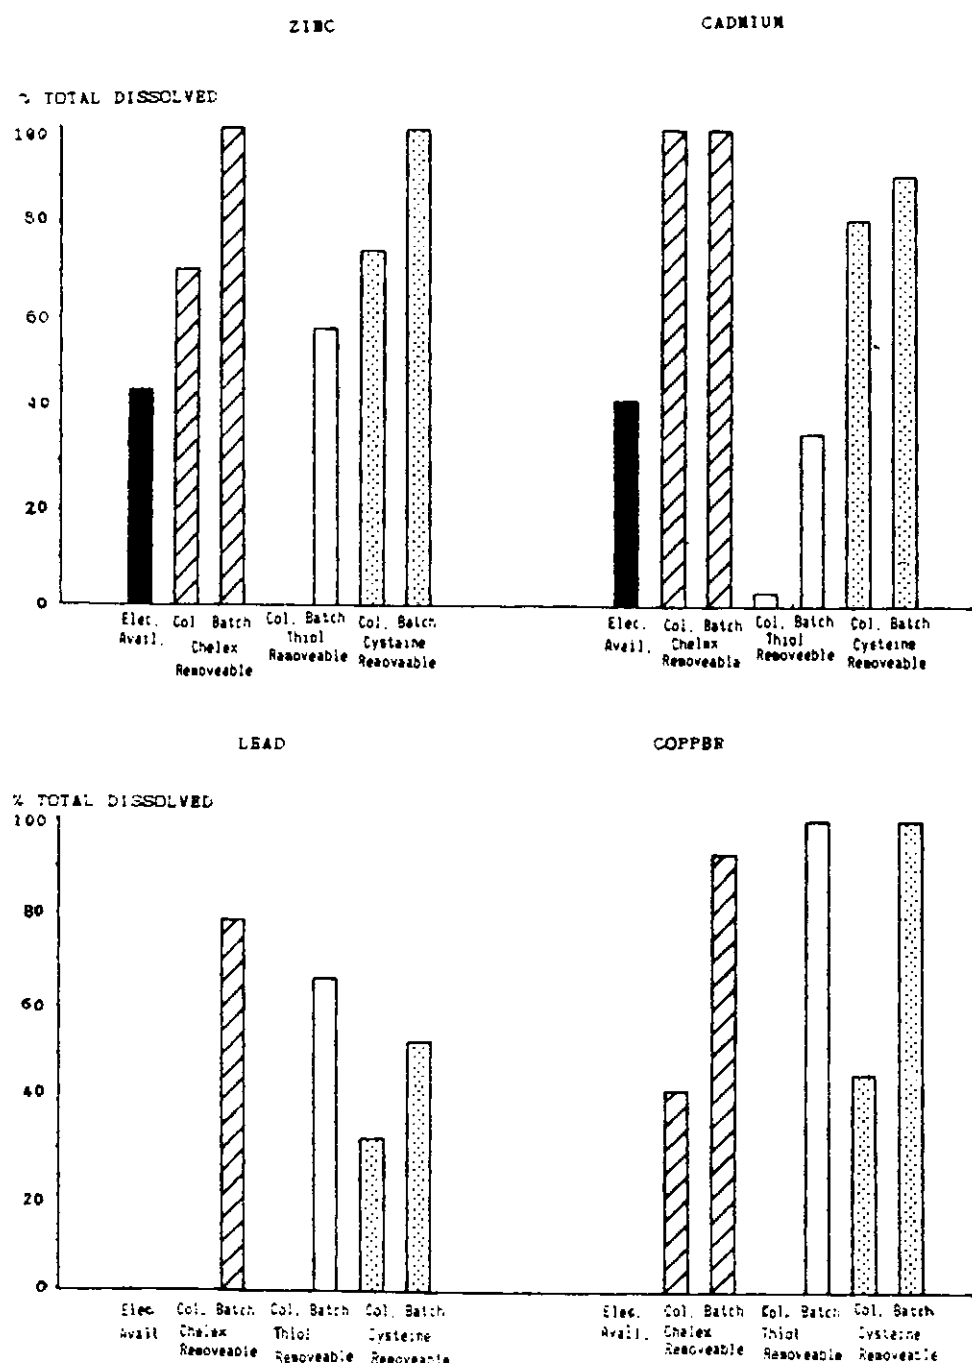 ZINC
CADMIUM
% TOTAL DISSOLVED
100
80
60
40
20
0
Elec. Col Batch Col. Batch Col. Batch
Avail. Chelex Thiol Cysteine
Removeable Removeable Removeable
Elec. Col. Batch Col. Batch Col. Batch
Avail. Chelex Thiol Cysteine
Removeable Removeable Removeable
LEAD
COPPER
% TOTAL DISSOLVED
100
80
60
40
20
0
Elec Col. Batch Col. Batch Col. Batch
Avail Chelex Thiol Cysteine
Removeable Removeable Removeable
Elec. Col. Batch Col. Batch Col. Batch
Avail. Chelex Thiol Cysteine
Removeable Removeable Removeable